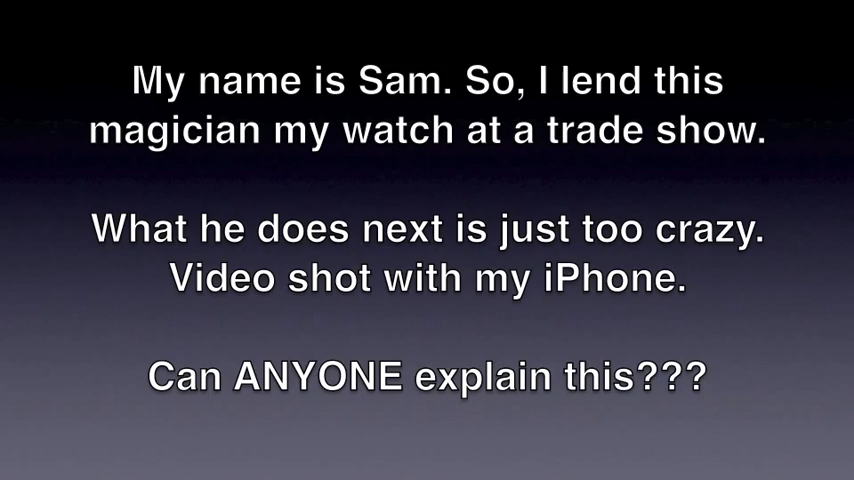 My name is Sam. So, I lend this
magician my watch at a trade show.
What he does next is just too crazy.
Video shot with my iPhone.
Can ANYONE explain this???